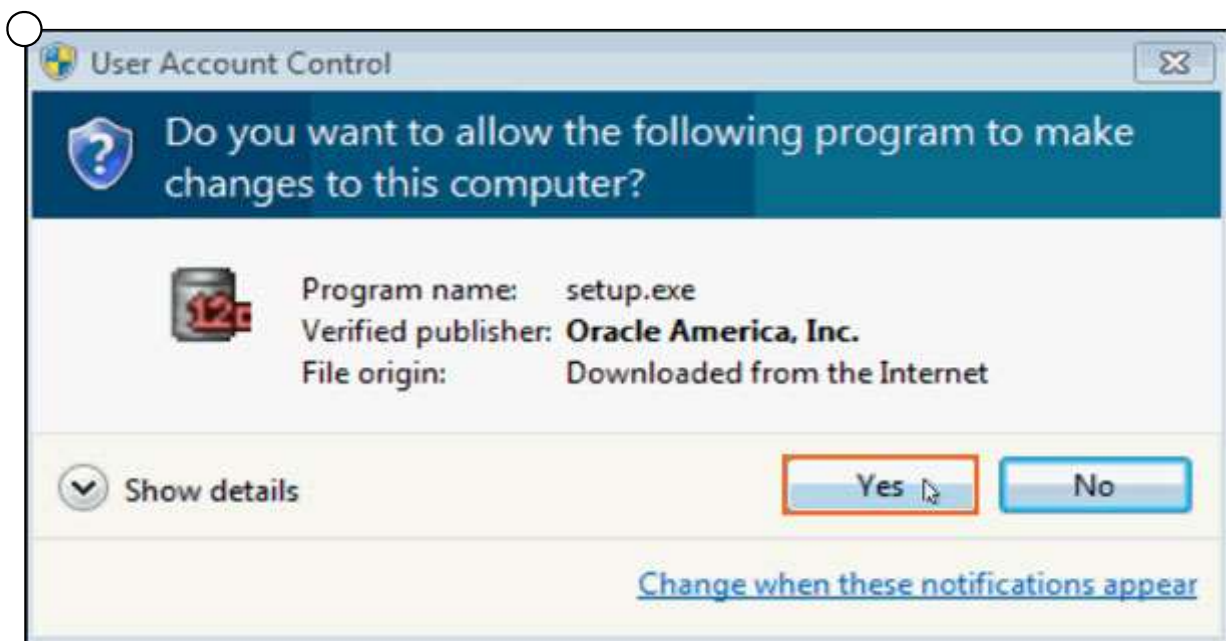 User Account Control
Do you want to allow the following program to make
changes to this computer?
12c
Program name: setup.exe
Verified publisher: Oracle America, Inc.
File origin: Downloaded from the Internet
Show details
Yes
No
Change when these notifications appear